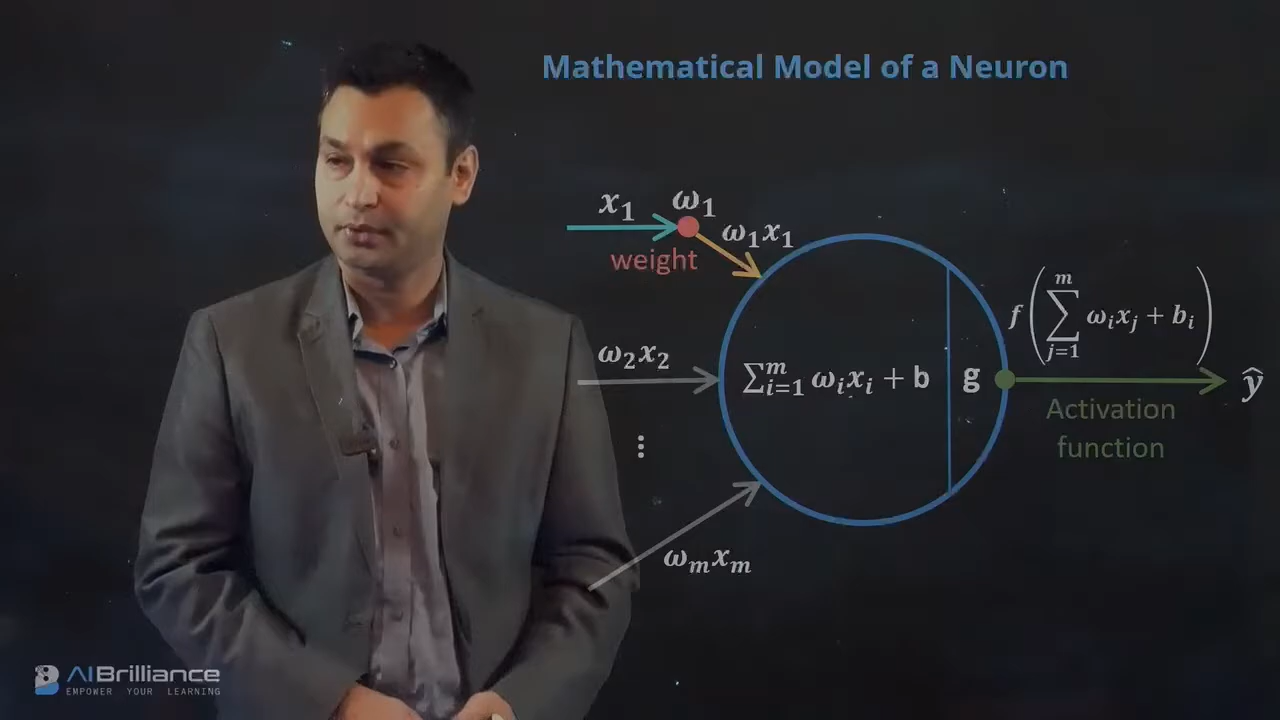 Mathematical Model of a Neuron
x₁
ω₁
ω₁x₁
weight
ω₂x₂
⋮
ωₘxₘ
∑ᵢ₌₁ᵐ ωᵢxᵢ + b
g
f(∑ⱼ₌₁ᵐ ωᵢxⱼ + bᵢ)
ŷ
Activation
function
AIBrilliance
EMPOWER YOUR LEARNING